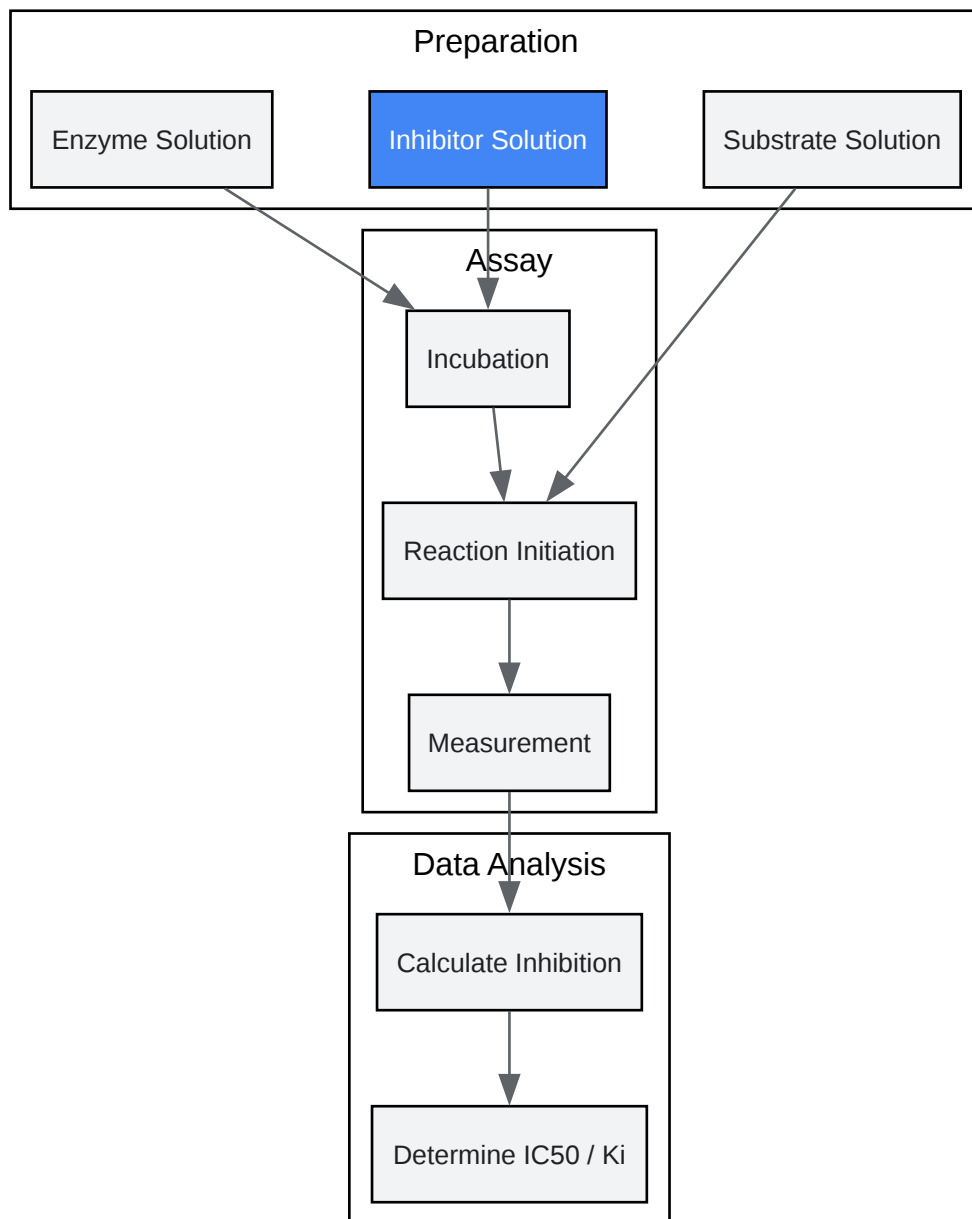 Preparation
Enzyme Solution
Inhibitor Solution
Substrate Solution
Assay
Incubation
Reaction Initiation
Measurement
Data Analysis
Calculate Inhibition
Determine IC50 / Ki